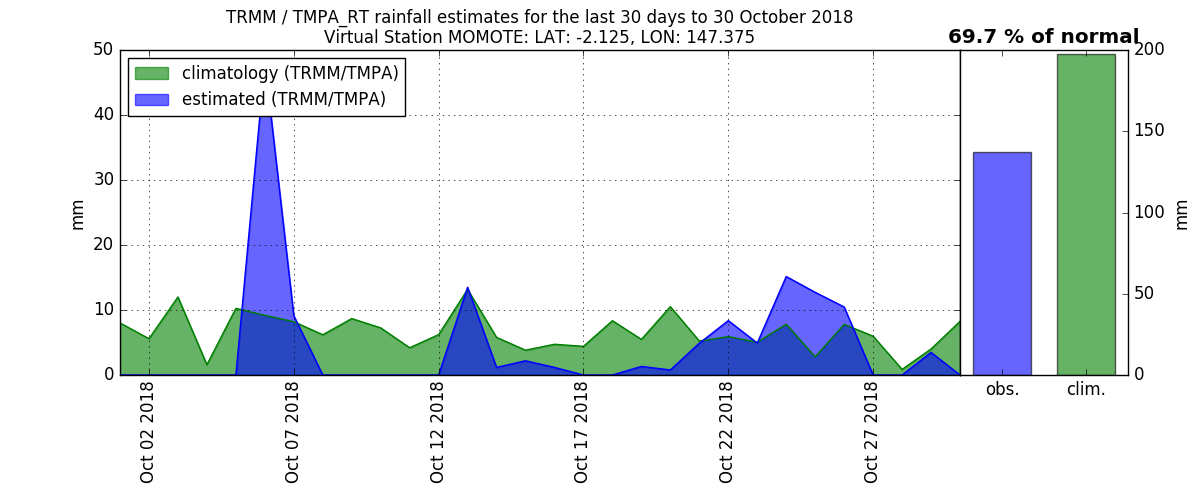 TRMM / TMPA_RT rainfall estimates for the last 30 days to 30 October 2018
Virtual Station MOMOTE: LAT: -2.125, LON: 147.375
69.7 % of normal
climatology (TRMM/TMPA)
estimated (TRMM/TMPA)
50
40
30
20
10
0
mm
Oct 02 2018
Oct 07 2018
Oct 12 2018
Oct 17 2018
Oct 22 2018
Oct 27 2018
200
150
100
50
0
mm
obs.
clim.